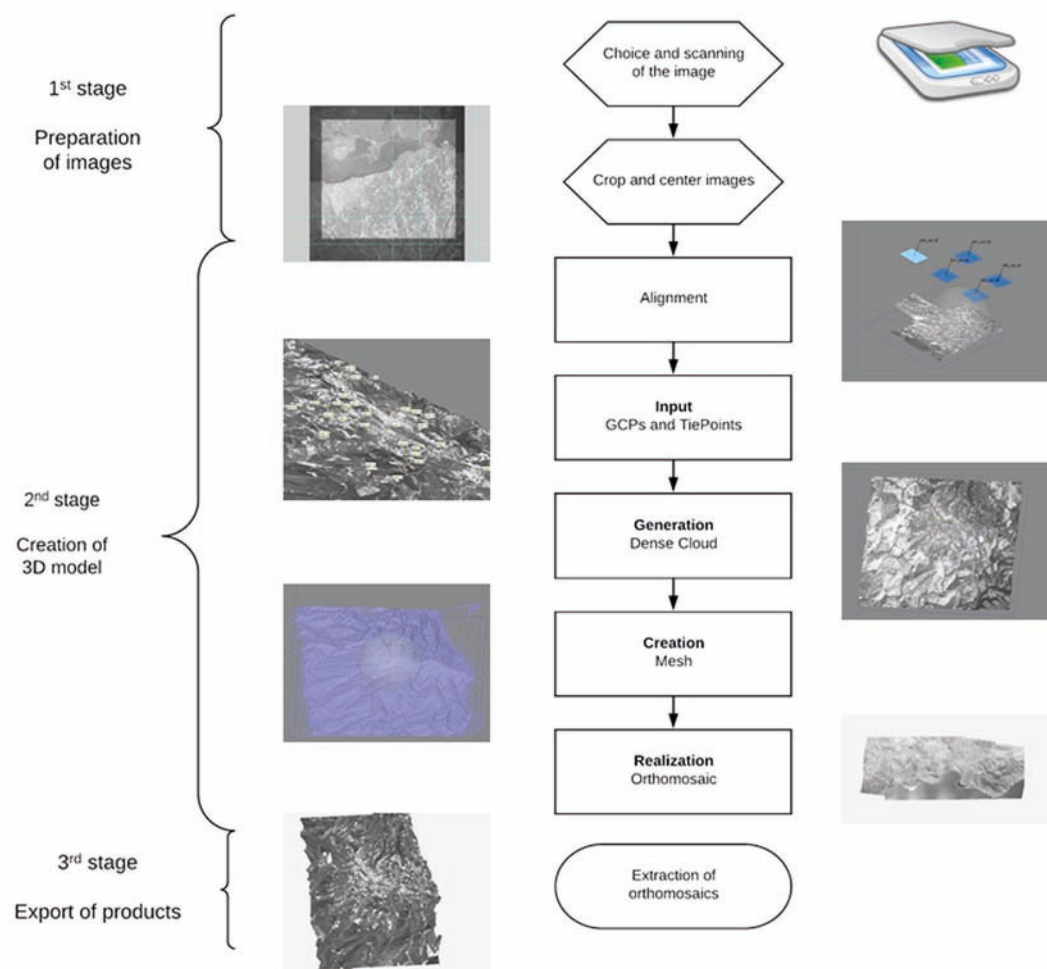 1st stage
Preparation
of images
2nd stage
Creation of
3D model
3rd stage
Export of products
Choice and scanning
of the image
Crop and center images
Alignment
Input
GCPs and TiePoints
Generation
Dense Cloud
Creation
Mesh
Realization
Orthomosaic
Extraction of
orthomosaics